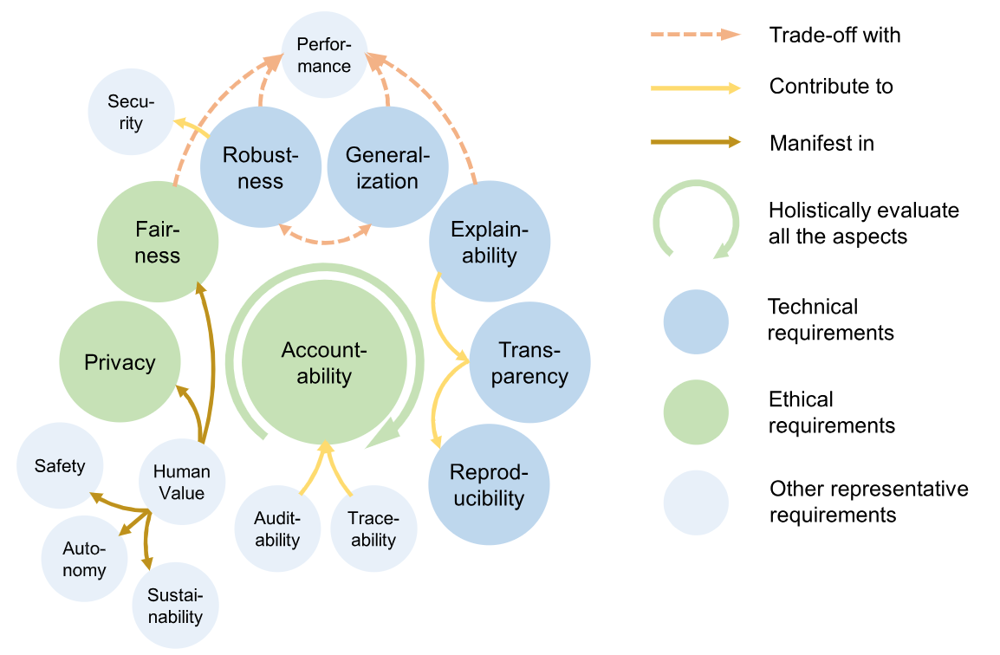 Perfor-
mance
Secu-
rity
Robust-
ness
General-
ization
Fair-
ness
Explain-
ability
Privacy
Account-
ability
Trans-
parency
Safety
Human
Value
Reprod-
ucibility
Audit-
ability
Trace-
ability
Auto-
nomy
Sustai-
nability
Trade-off with
Contribute to
Manifest in
Holistically evaluate
all the aspects
Technical
requirements
Ethical
requirements
Other representative
requirements